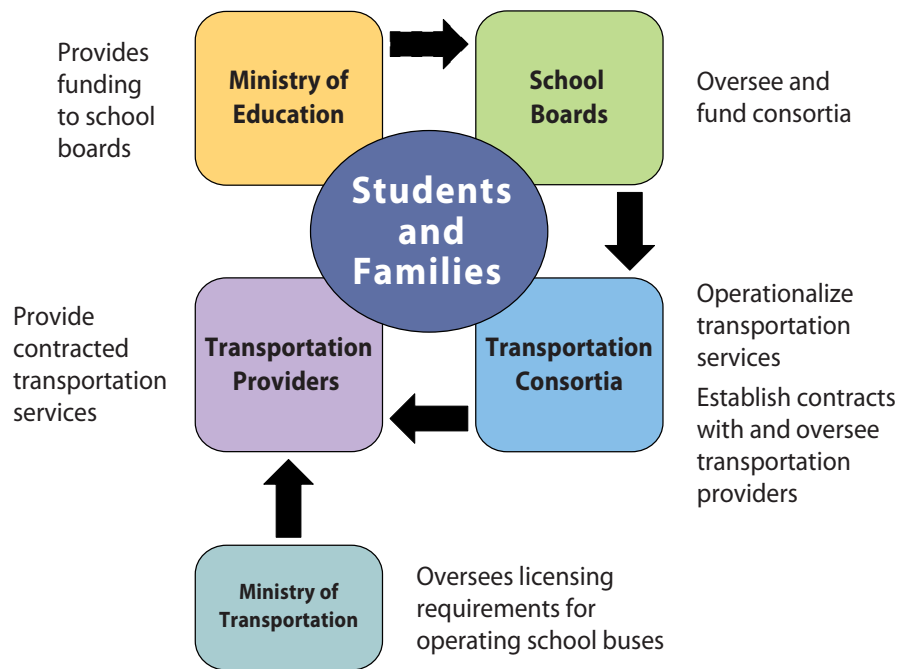 Provides
funding
to school
boards
Ministry of
Education
School
Boards
Oversee and
fund consortia
Students
and
Families
Provide
contracted
transportation
services
Transportation
Providers
Transportation
Consortia
Operationalize
transportation
services
Establish contracts
with and oversee
transportation
providers
Ministry of
Transportation
Oversees licensing
requirements for
operating school buses